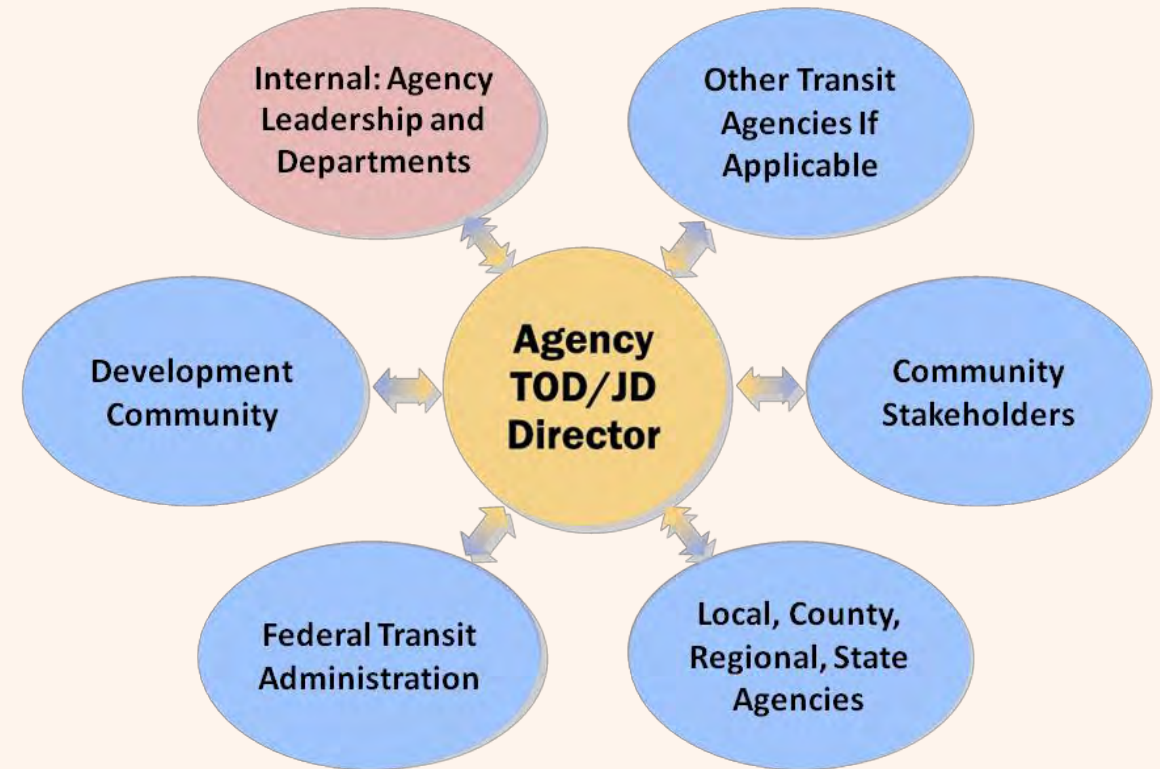 Internal: Agency
Leadership and
Departments
Other Transit
Agencies If
Applicable
Development
Community
Agency
TOD/JD
Director
Community
Stakeholders
Federal Transit
Administration
Local, County,
Regional, State
Agencies